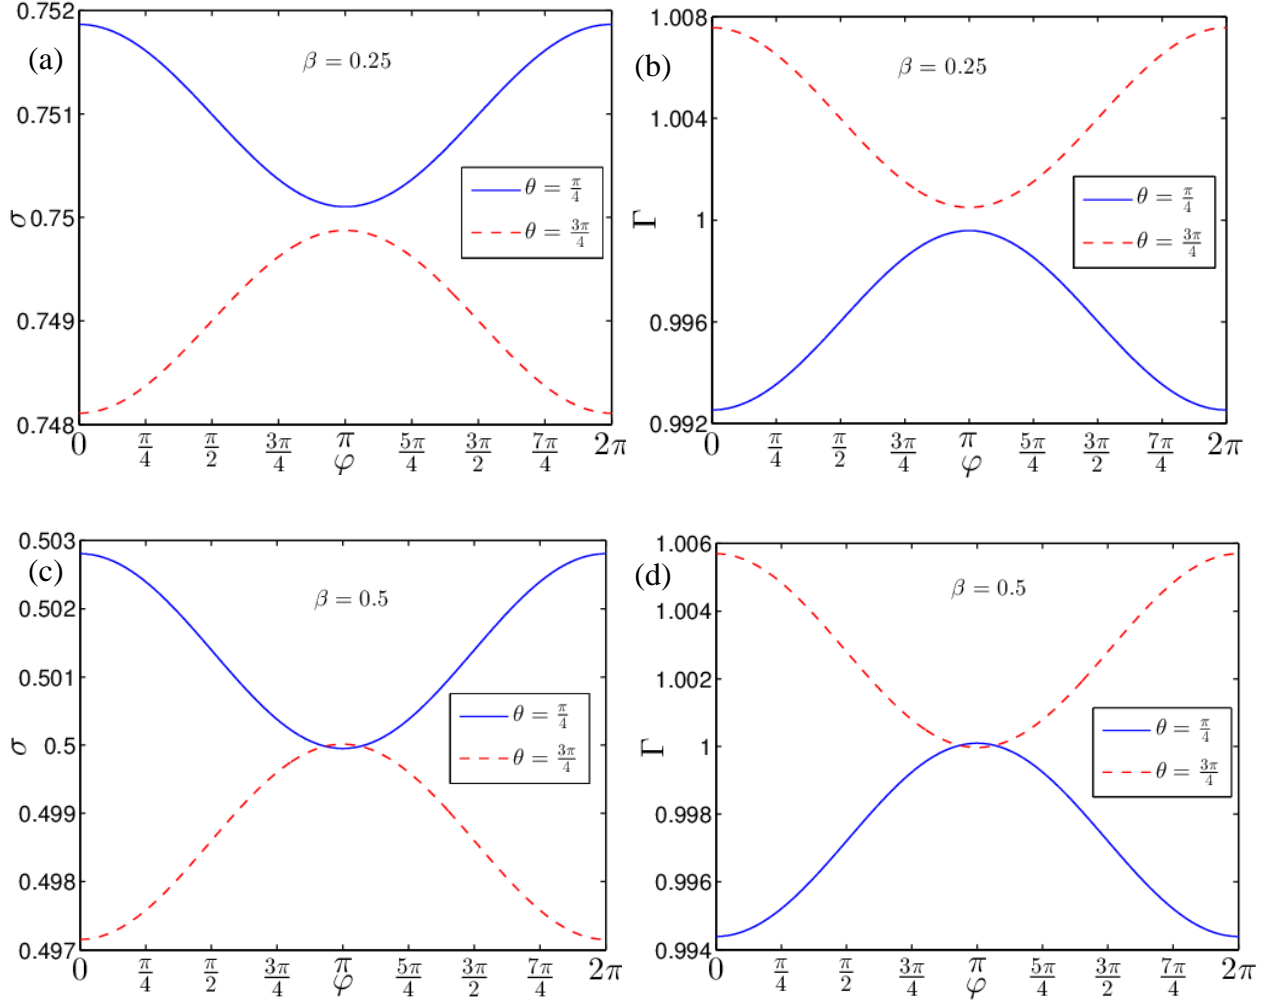 (a)
β = 0.25
0.752
0.751
0.75
0.749
0.748
σ
θ = π/4
θ = 3π/4
0 π/4 π/2 3π/4 π 5π/4 3π/2 7π/4 2π
φ
(b)
β = 0.25
1.008
1.004
1
0.996
0.992
Γ
θ = π/4
θ = 3π/4
0 π/4 π/2 3π/4 π 5π/4 3π/2 7π/4 2π
φ
(c)
β = 0.5
0.503
0.502
0.501
0.5
0.499
0.498
0.497
σ
θ = π/4
θ = 3π/4
0 π/4 π/2 3π/4 π 5π/4 3π/2 7π/4 2π
φ
(d)
β = 0.5
1.006
1.004
1.002
1
0.998
0.996
0.994
Γ
θ = π/4
θ = 3π/4
0 π/4 π/2 3π/4 π 5π/4 3π/2 7π/4 2π
φ